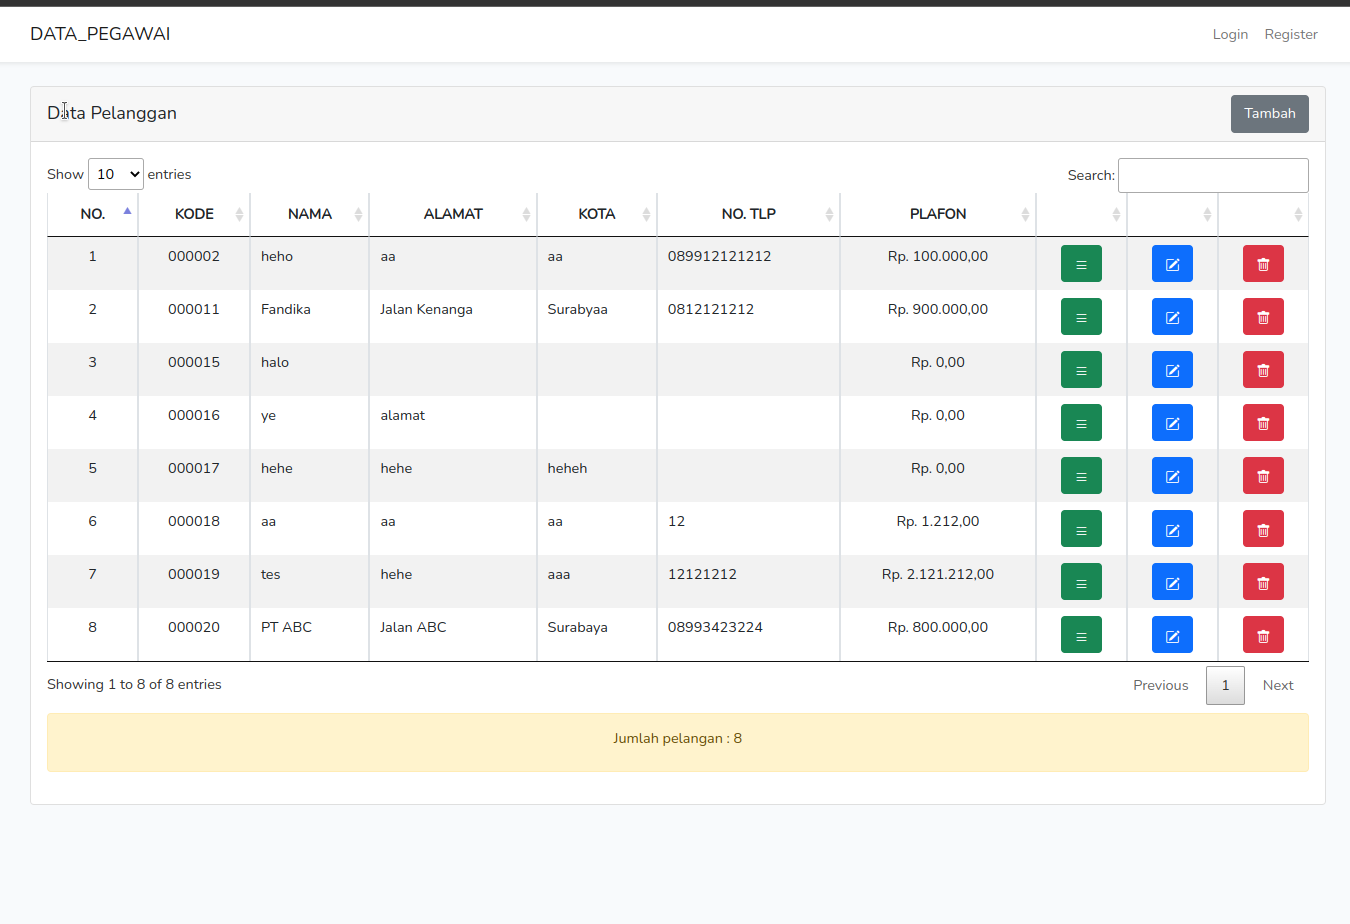 DATA_PEGAWAI Login Register
Data Pelanggan Tambah
Show 10 entries Search:
NO. KODE NAMA ALAMAT KOTA NO. TLP PLAFON
1 000002 heho aa aa 089912121212 Rp. 100.000,00
2 000011 Fandika Jalan Kenanga Surabyaa 0812121212 Rp. 900.000,00
3 000015 halo Rp. 0,00
4 000016 ye alamat Rp. 0,00
5 000017 hehe hehe heheh Rp. 0,00
6 000018 aa aa aa 12 Rp. 1.212,00
7 000019 tes hehe aaa 12121212 Rp. 2.121.212,00
8 000020 PT ABC Jalan ABC Surabaya 08993423224 Rp. 800.000,00
Showing 1 to 8 of 8 entries Previous 1 Next
Jumlah pelangan : 8